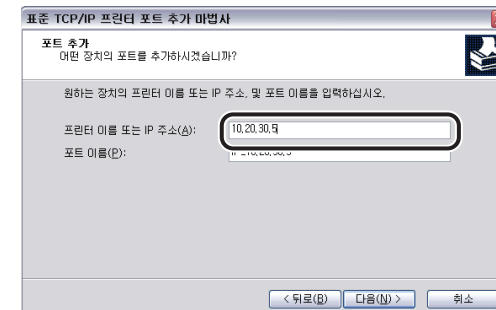 표준 TCP/IP 프린터 포트 추가 마법사
포트 추가
어떤 장치의 포트를 추가하시겠습니까?
원하는 장치의 프린터 이름 또는 IP 주소, 및 포트 이름을 입력하십시오.
프린터 이름 또는 IP 주소(A):
10,20,30,5
포트 이름(P):
< 뒤로(B)
다음(N) >
취소